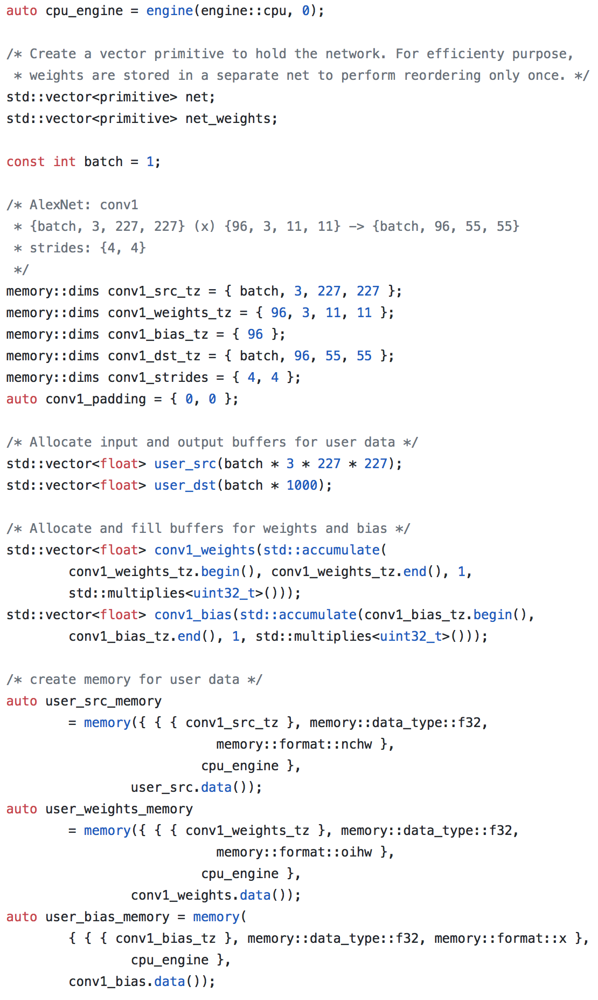 auto cpu_engine = engine(engine::cpu, 0);

/* Create a vector primitive to hold the network. For efficienty purpose,
 * weights are stored in a separate net to perform reordering only once. */
std::vector<primitive> net;
std::vector<primitive> net_weights;

const int batch = 1;

/* AlexNet: conv1
 * {batch, 3, 227, 227} (x) {96, 3, 11, 11} -> {batch, 96, 55, 55}
 * strides: {4, 4}
 */
memory::dims conv1_src_tz = { batch, 3, 227, 227 };
memory::dims conv1_weights_tz = { 96, 3, 11, 11 };
memory::dims conv1_bias_tz = { 96 };
memory::dims conv1_dst_tz = { batch, 96, 55, 55 };
memory::dims conv1_strides = { 4, 4 };
auto conv1_padding = { 0, 0 };

/* Allocate input and output buffers for user data */
std::vector<float> user_src(batch * 3 * 227 * 227);
std::vector<float> user_dst(batch * 1000);

/* Allocate and fill buffers for weights and bias */
std::vector<float> conv1_weights(std::accumulate(
        conv1_weights_tz.begin(), conv1_weights_tz.end(), 1,
        std::multiplies<uint32_t>()));
std::vector<float> conv1_bias(std::accumulate(conv1_bias_tz.begin(),
        conv1_bias_tz.end(), 1, std::multiplies<uint32_t>()));

/* create memory for user data */
auto user_src_memory
        = memory({ { { conv1_src_tz }, memory::data_type::f32,
                           memory::format::nchw },
                         cpu_engine },
                user_src.data());
auto user_weights_memory
        = memory({ { { conv1_weights_tz }, memory::data_type::f32,
                           memory::format::oihw },
                         cpu_engine },
                conv1_weights.data());
auto user_bias_memory = memory(
        { { { conv1_bias_tz }, memory::data_type::f32, memory::format::x },
                cpu_engine },
        conv1_bias.data());